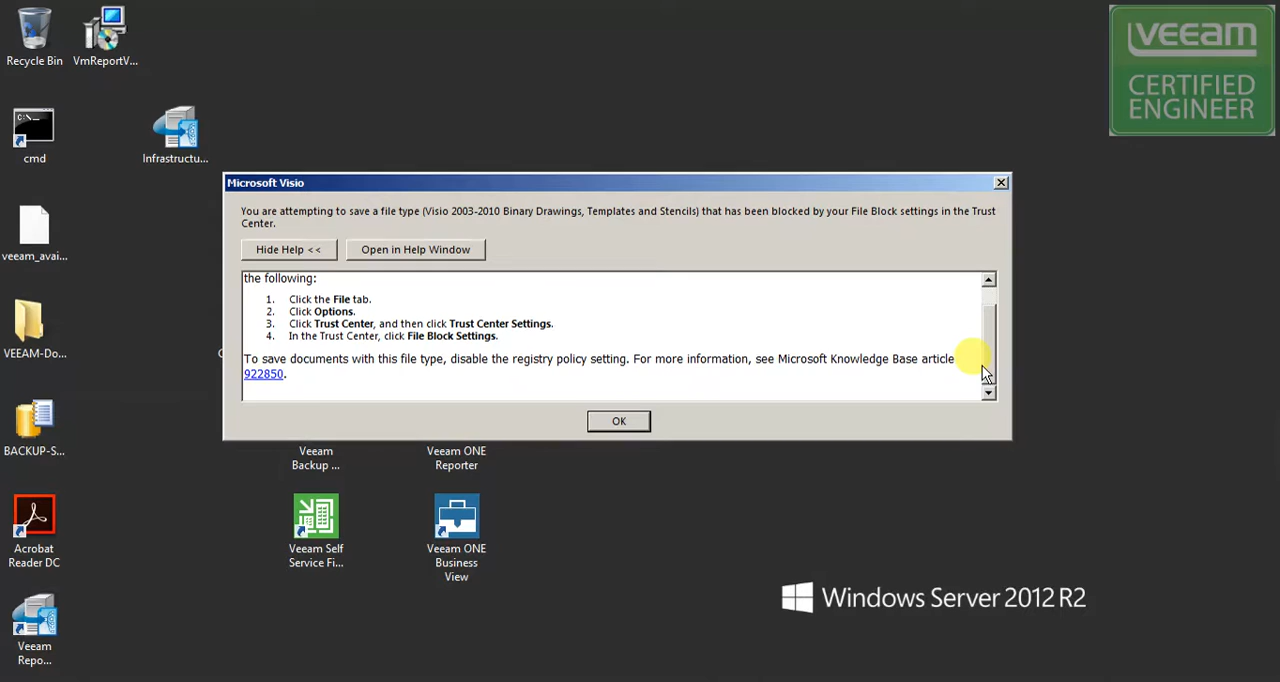 Recycle Bin
VmReportV...
veeam
CERTIFIED
ENGINEER
cmd
Infrastructu...
Microsoft Visio
You are attempting to save a file type (Visio 2003-2010 Binary Drawings, Templates and Stencils) that has been blocked by your File Block settings in the Trust
Center.
Hide Help <<
Open in Help Window
the following:
1. Click the File tab.
2. Click Options.
3. Click Trust Center, and then click Trust Center Settings.
4. In the Trust Center, click File Block Settings.
To save documents with this file type, disable the registry policy setting. For more information, see Microsoft Knowledge Base article
922850.
OK
veeam_avai...
VEEAM-Do...
BACKUP-S...
Veeam
Backup ...
Veeam ONE
Reporter
Acrobat
Reader DC
Veeam Self
Service Fi...
Veeam ONE
Business
View
Veeam
Repo...
Windows Server 2012 R2